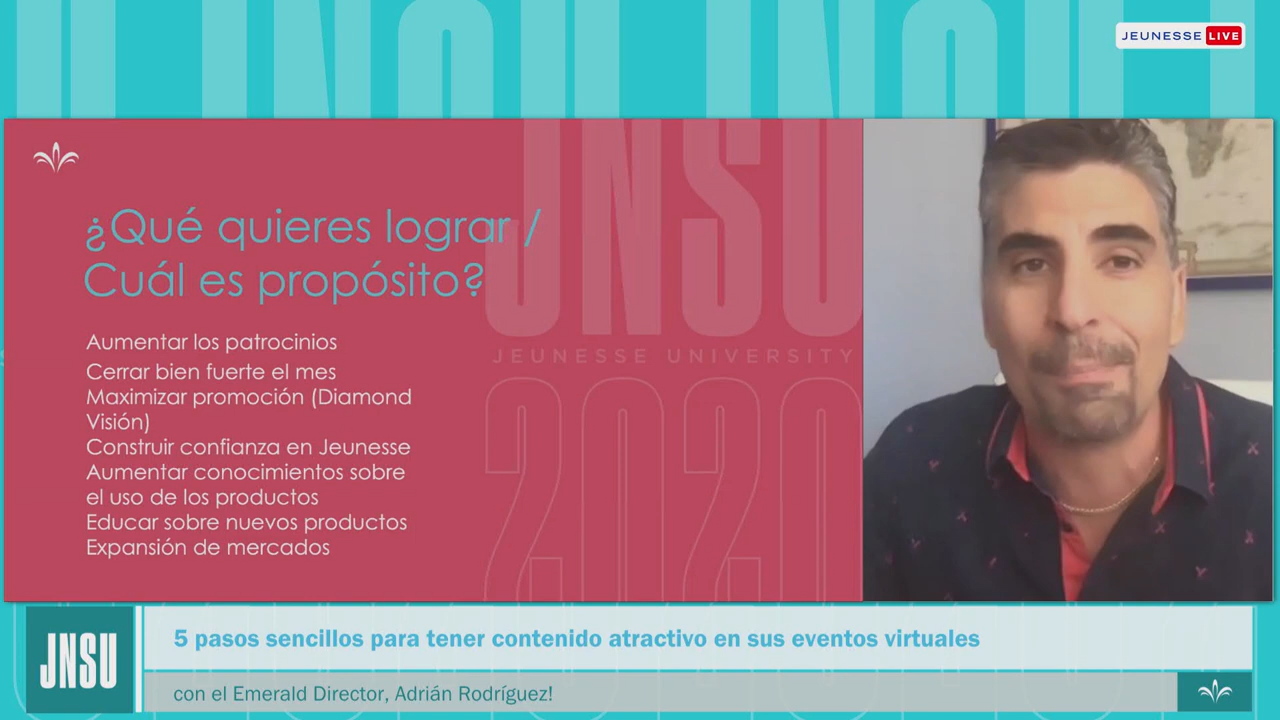 JEUNESSE LIVE
¿Qué quieres lograr /
Cuál es propósito?
Aumentar los patrocinios
Cerrar bien fuerte el mes
Maximizar promoción (Diamond
Visión)
Construir confianza en Jeunesse
Aumentar conocimientos sobre
el uso de los productos
Educar sobre nuevos productos
Expansión de mercados
JNSU
JEUNESSE UNIVERSITY
2020
JNSU
5 pasos sencillos para tener contenido atractivo en sus eventos virtuales
con el Emerald Director, Adrián Rodríguez!